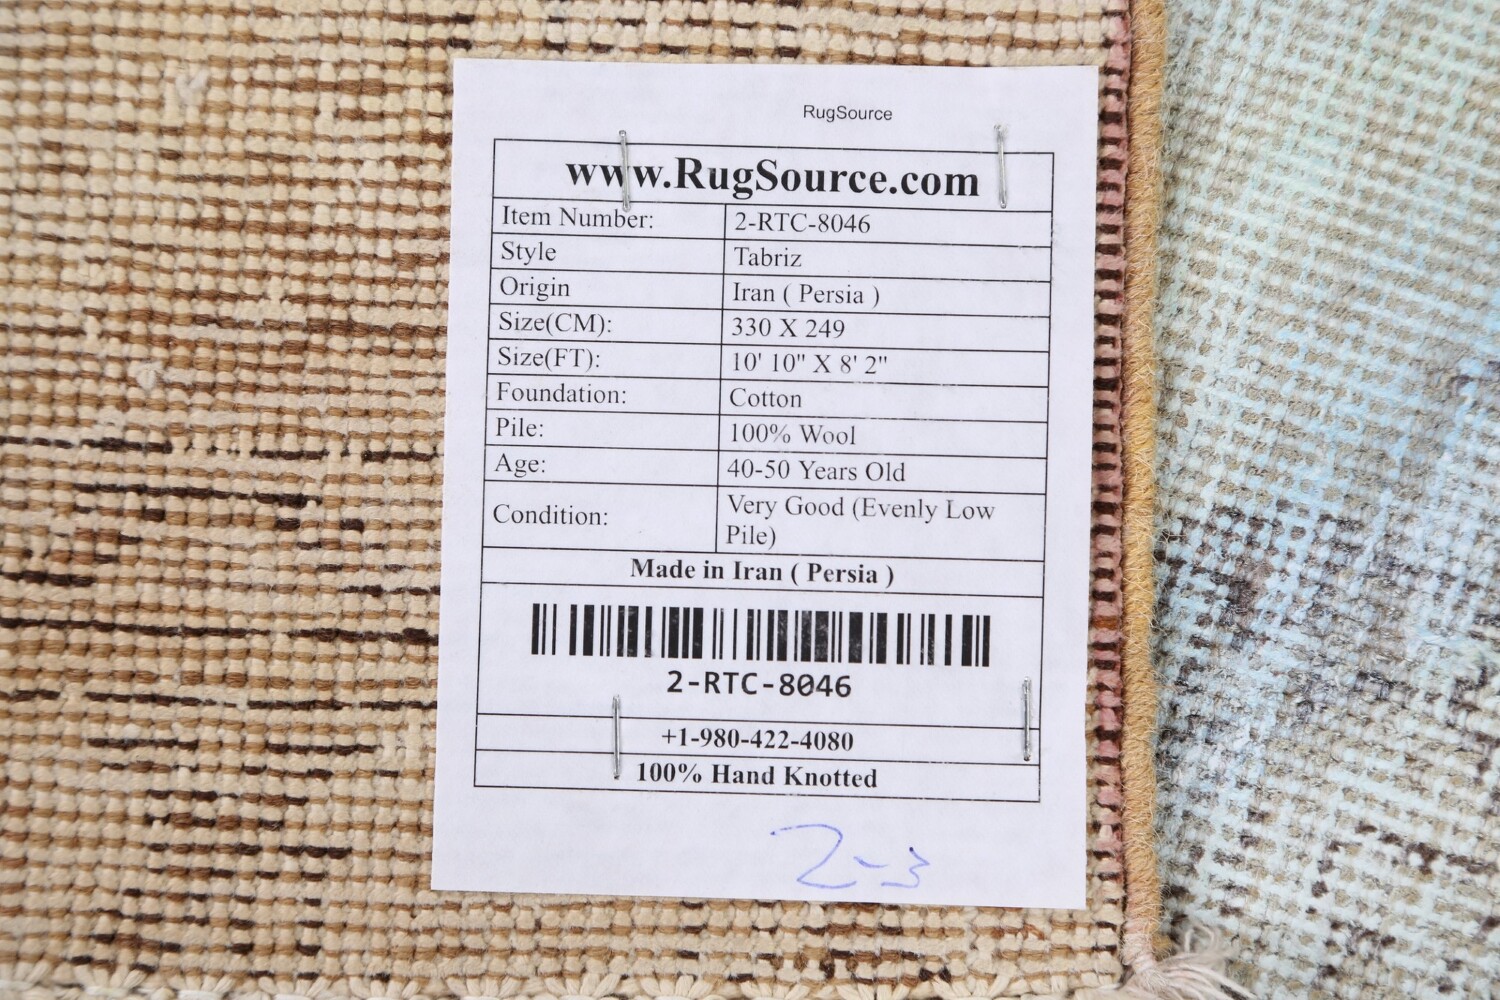 RugSource
www.RugSource.com
Item Number: 2-RTC-8046
Style Tabriz
Origin Iran ( Persia )
Size(CM): 330 X 249
Size(FT): 10' 10" X 8' 2"
Foundation: Cotton
Pile: 100% Wool
Age: 40-50 Years Old
Condition: Very Good (Evenly Low
Pile)
Made in Iran ( Persia )
2-RTC-8046
+1-980-422-4080
100% Hand Knotted
2-3